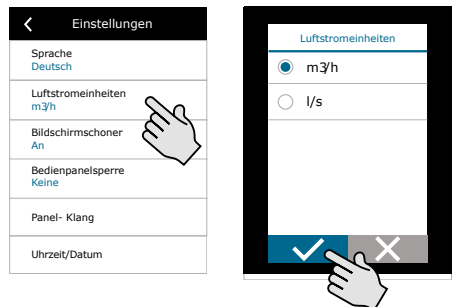 Einstellungen
Sprache
Deutsch
Luftstromeinheiten
m3/h
Bildschirmschoner
An
Bedienpanelsperre
Keine
Panel- Klang
Uhrzeit/Datum
Luftstromeinheiten
m3/h
l/s